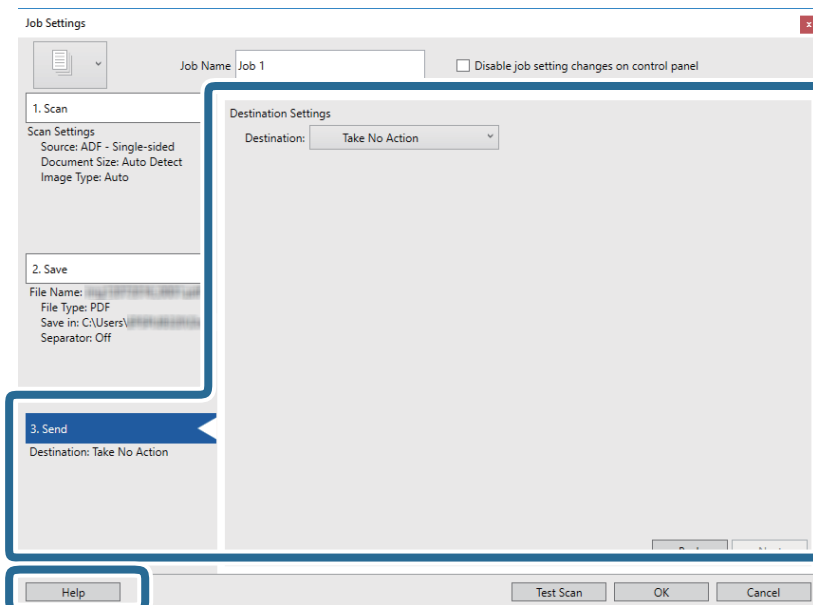 Job Settings
x
Job Name Job 1
Disable job setting changes on control panel
1. Scan
Scan Settings
Source: ADF - Single-sided
Document Size: Auto Detect
Image Type: Auto
2. Save
File Name:
File Type: PDF
Save in: C:\Users\
Separator: Off
3. Send
Destination: Take No Action
Destination Settings
Destination: Take No Action
Help
Test Scan
OK
Cancel